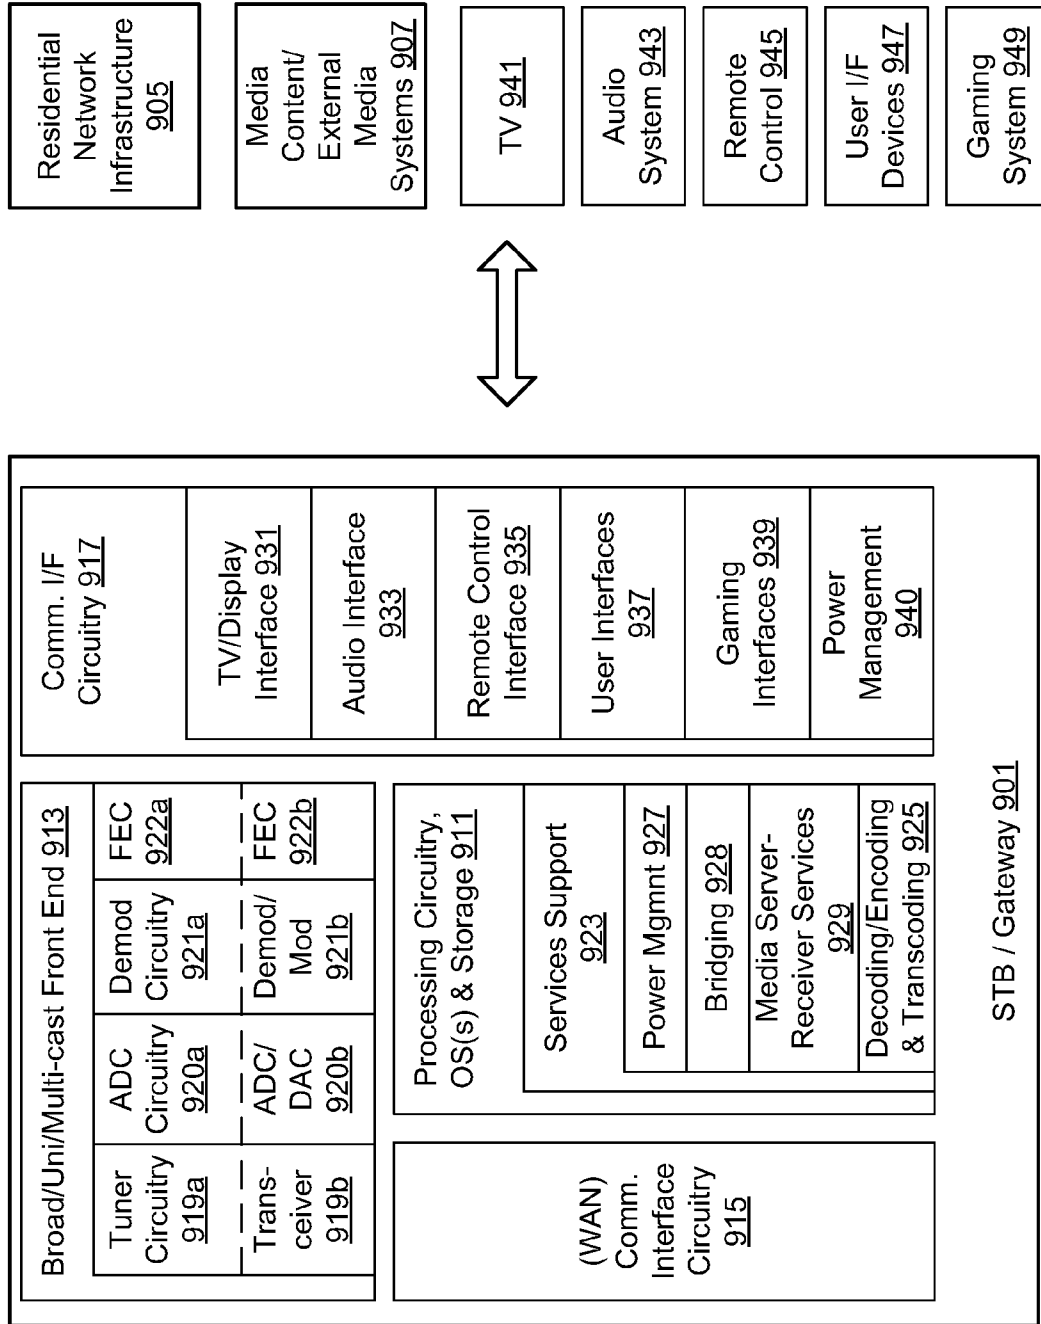 Broad/Uni/Multi-cast Front End 913
Tuner
Circuitry
919a
ADC
Circuitry
920a
Demod
Circuitry
921a
FEC
922a
Trans-
ceiver
919b
ADC/
DAC
920b
Demod/
Mod
921b
FEC
922b
(WAN)
Comm.
Interface
Circuitry
915
Processing Circuitry,
OS(s) & Storage 911
Services Support
923
Power Mgmnt 927
Bridging 928
Media Server-
Receiver Services
929
Decoding/Encoding
& Transcoding 925
Comm. I/F
Circuitry 917
TV/Display
Interface 931
Audio Interface
933
Remote Control
Interface 935
User Interfaces
937
Gaming
Interfaces 939
Power
Management
940
STB / Gateway 901
Residential
Network
Infrastructure
905
Media
Content/
External
Media
Systems 907
TV 941
Audio
System 943
Remote
Control 945
User I/F
Devices 947
Gaming
System 949